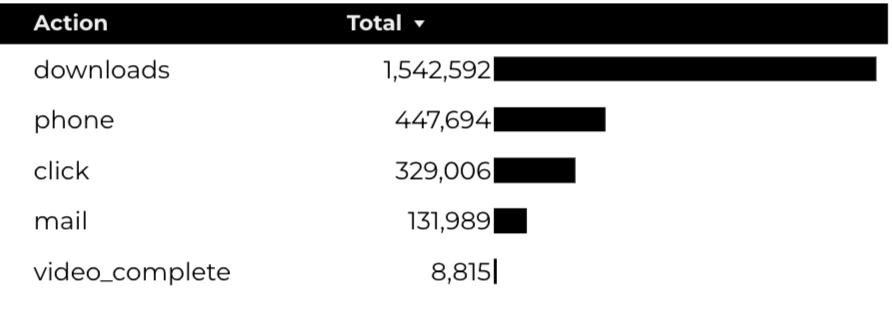 Action Total
downloads 1,542,592
phone 447,694
click 329,006
mail 131,989
video_complete 8,815